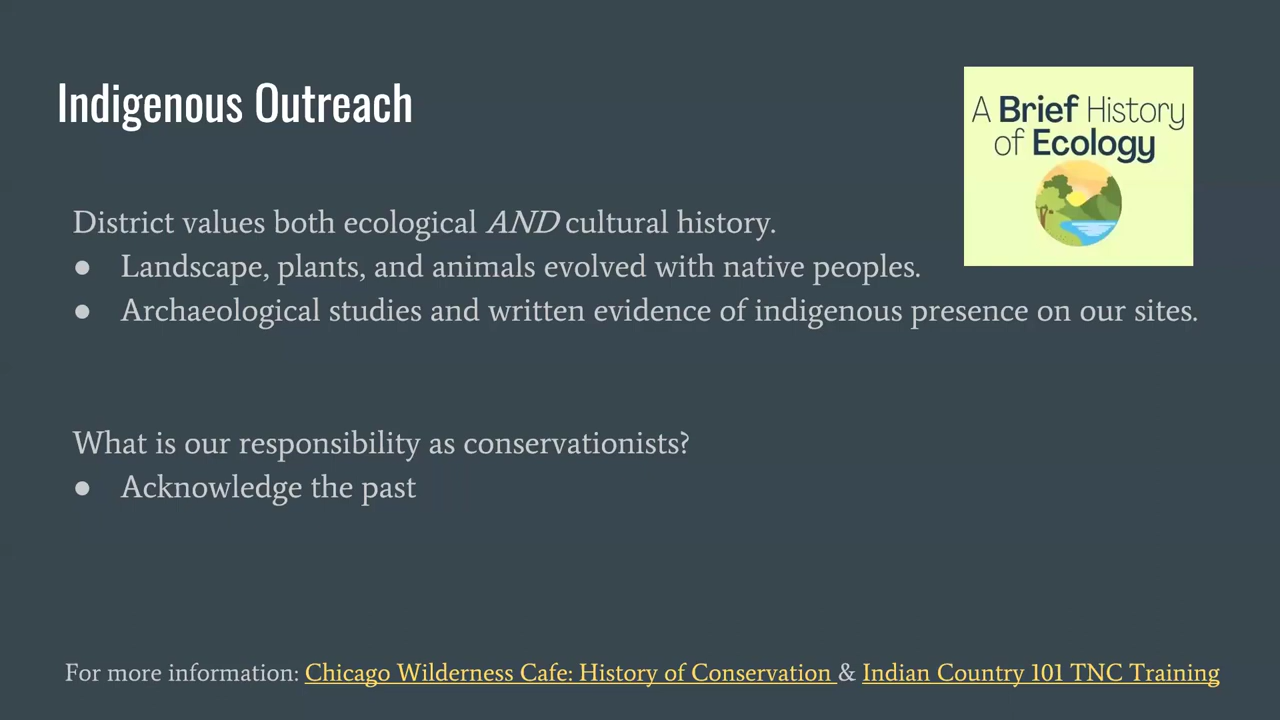 Indigenous Outreach
A Brief History
of Ecology
District values both ecological AND cultural history.
● Landscape, plants, and animals evolved with native peoples.
● Archaeological studies and written evidence of indigenous presence on our sites.
What is our responsibility as conservationists?
● Acknowledge the past
For more information: Chicago Wilderness Cafe: History of Conservation & Indian Country 101 TNC Training